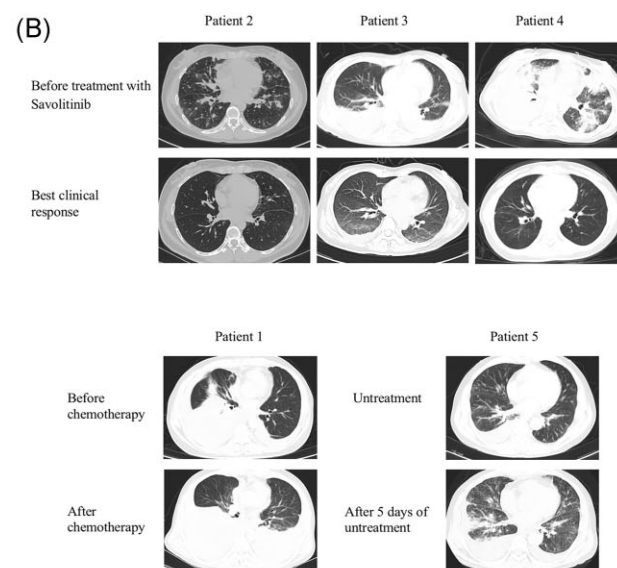 (B)
Patient 2 Patient 3 Patient 4
Before treatment with
Savolitinib
Best clinical
response
Patient 1 Patient 5
Before
chemotherapy
Untreatment
After
chemotherapy
After 5 days of
untreatment